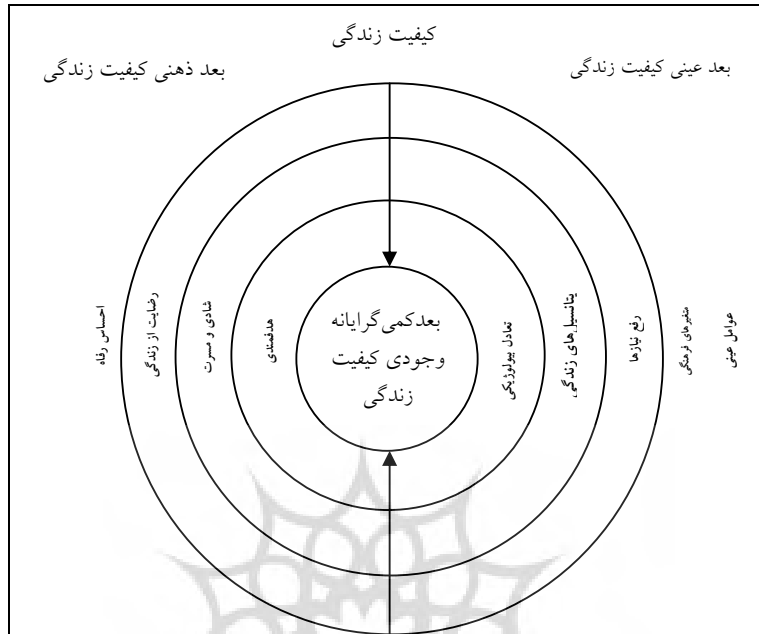 کیفیت زندگی
بعد عینی کیفیت زندگی
بعد ذهنی کیفیت زندگی
بعدکمی‌گرایانه
وجودی کیفیت
زندگی
عوامل عینی
متغیرهای فرهنگی
رفع نیازها
پتانسیل‌های زندگی
تعادل بیولوژیکی
هدفمندی
شادی و مسرت
رضایت از زندگی
احساس رفاه